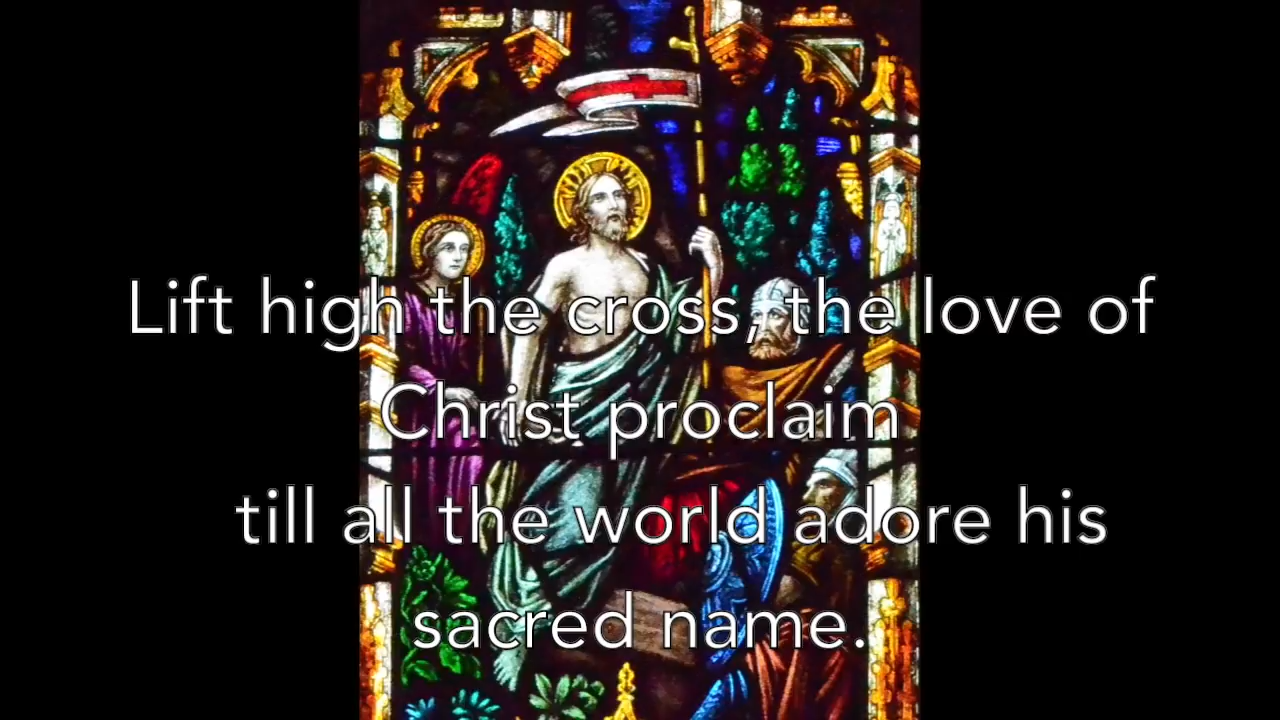 Lift high the cross, the love of
Christ proclaim
till all the world adore his
sacred name.